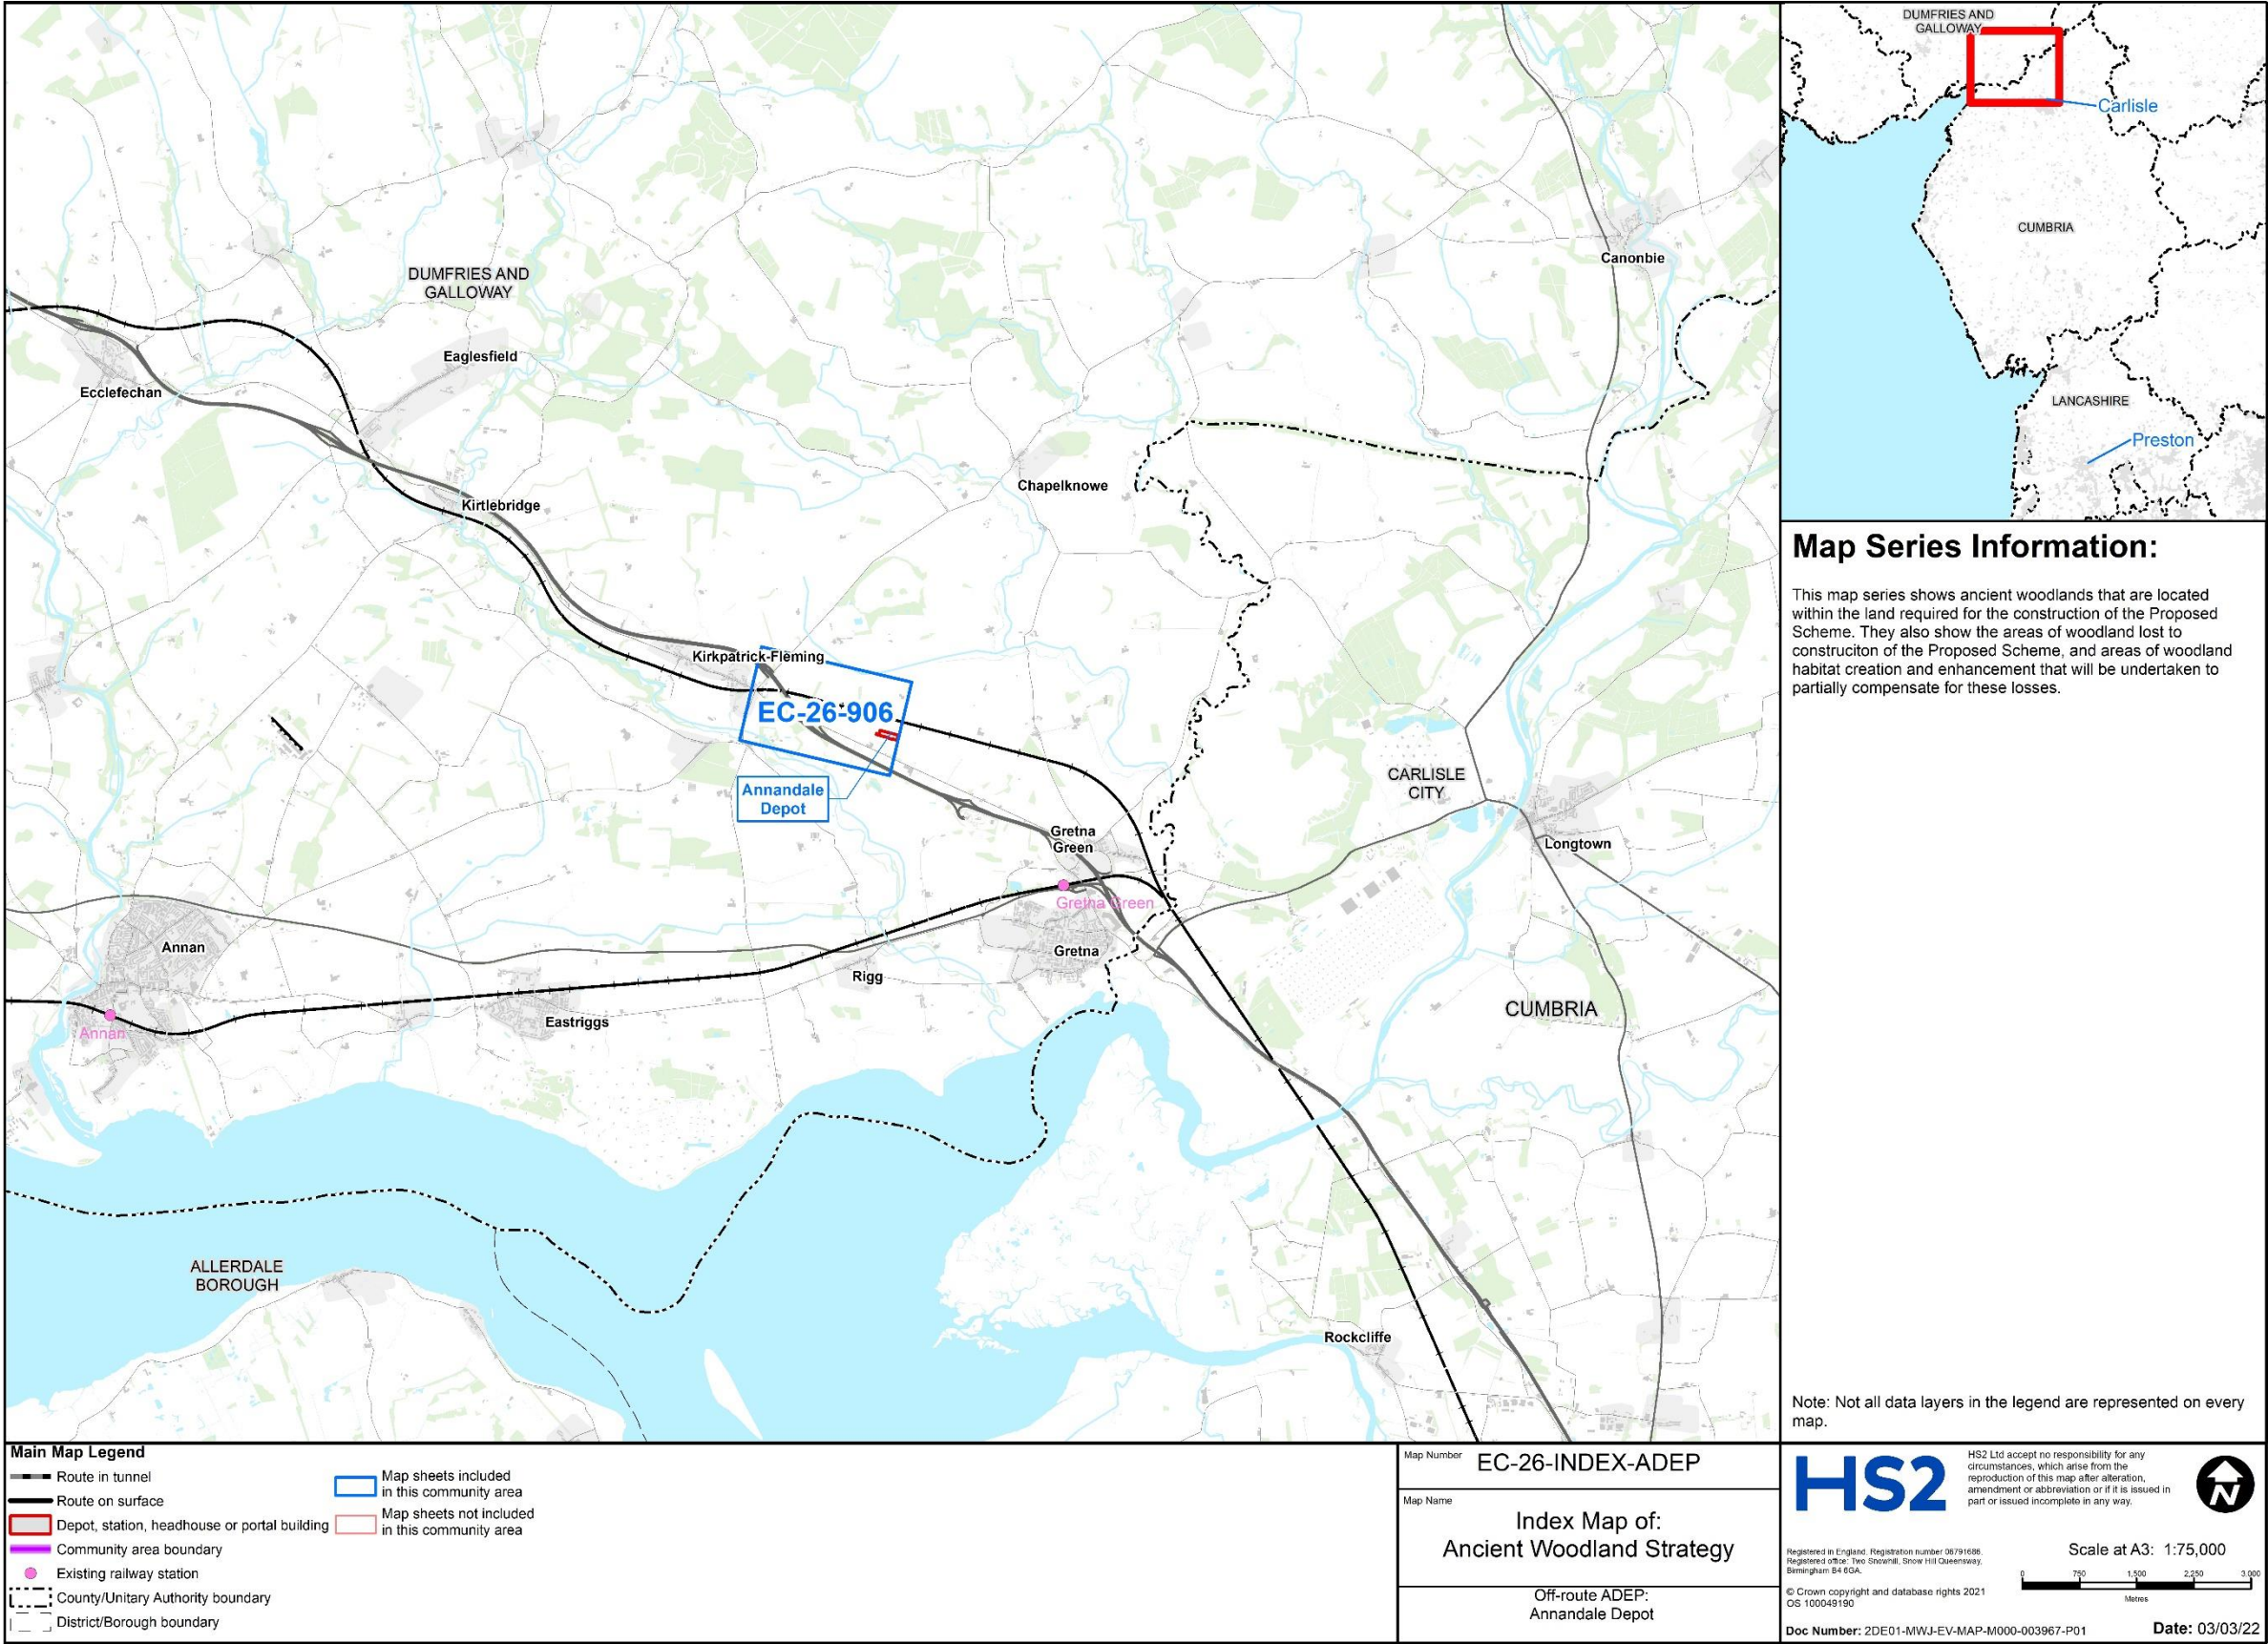 DUMFRIES AND
GALLOWAY
Ecclefechan
Eaglesfield
Kirtlebridge
Canonbie
Chapelknowe
Kirkpatrick-Fleming
EC-26-906
Annandale
Depot
CARLISLE
CITY
Longtown
Gretna
Green
Gretna Green
Gretna
Annan
Annan
Rigg
Eastriggs
CUMBRIA
ALLERDALE
BOROUGH
Rockcliffe
DUMFRIES AND
GALLOWAY
Carlisle
CUMBRIA
LANCASHIRE
Preston
Map Series Information:
This map series shows ancient woodlands that are located
within the land required for the construction of the Proposed
Scheme. They also show the areas of woodland lost to
construciton of the Proposed Scheme, and areas of woodland
habitat creation and enhancement that will be undertaken to
partially compensate for these losses.
Note: Not all data layers in the legend are represented on every
map.
Main Map Legend
Route in tunnel
Route on surface
Depot, station, headhouse or portal building
Community area boundary
Existing railway station
County/Unitary Authority boundary
District/Borough boundary
Map sheets included
in this community area
Map sheets not included
in this community area
Map Number EC-26-INDEX-ADEP
Map Name
Index Map of:
Ancient Woodland Strategy
Off-route ADEP:
Annandale Depot
HS2
HS2 Ltd accept no responsibility for any
circumstances, which arise from the
reproduction of this map after alteration,
amendment or abbreviation or if it is issued in
part or issued incomplete in any way.
N
Registered in England. Registration number 06791686.
Registered office: Two Snowhill, Snow Hill Queensway,
Birmingham B4 6GA.
© Crown copyright and database rights 2021
OS 100049190
Scale at A3: 1:75,000
0 750 1,500 2,250 3,000
Metres
Doc Number: 2DE01-MWJ-EV-MAP-M000-003967-P01
Date: 03/03/22